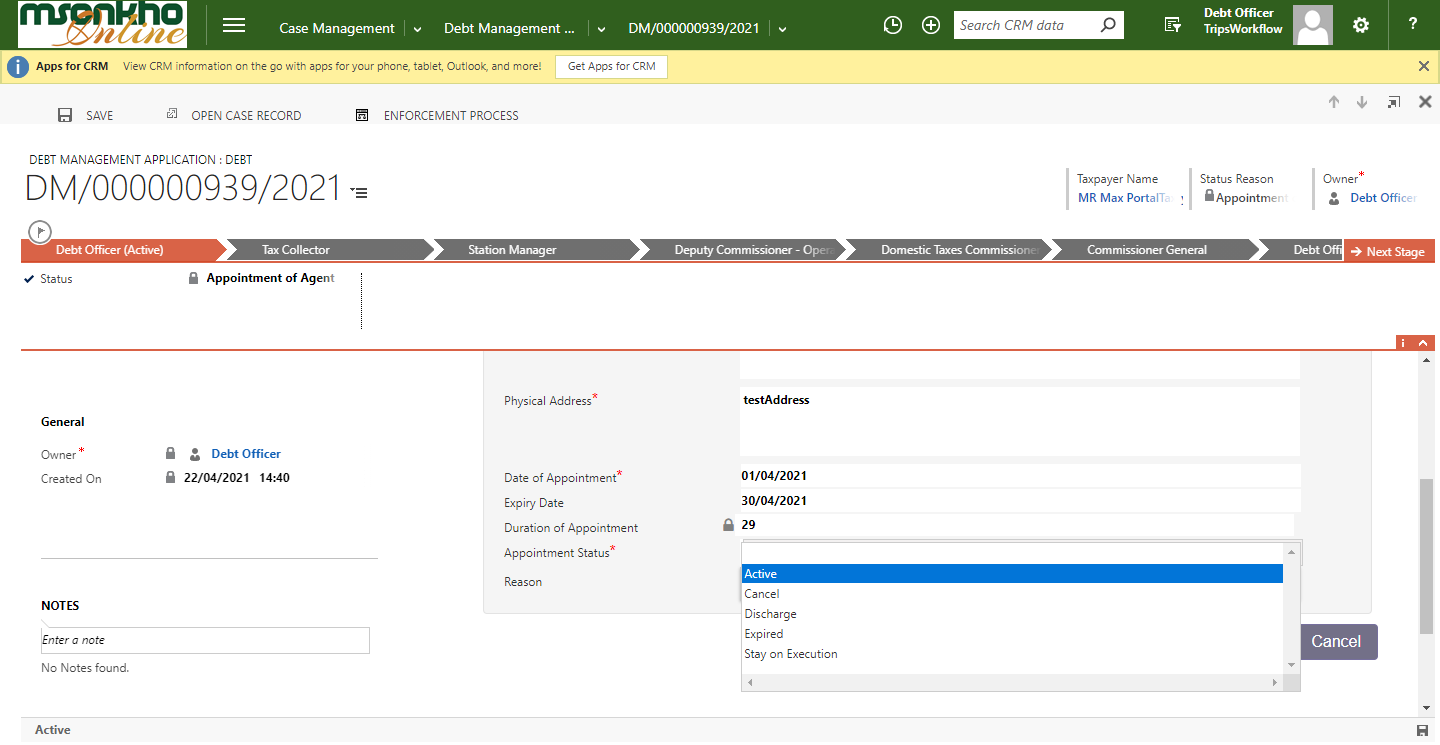 msonkho
Online
Case Management
Debt Management ...
DM/000000939/2021
Search CRM data
Debt Officer
TripsWorkflow
?
i
Apps for CRM
View CRM information on the go with apps for your phone, tablet, Outlook, and more!
Get Apps for CRM
SAVE
OPEN CASE RECORD
ENFORCEMENT PROCESS
DEBT MANAGEMENT APPLICATION : DEBT
DM/000000939/2021
Taxpayer Name
MR Max PortalTa
Status Reason
Appointment
Owner*
Debt Officer
Debt Officer (Active)
Tax Collector
Station Manager
Deputy Commissioner - Oper
Domestic Taxes Commissione
Commissioner General
Debt Offi
Next Stage
Status
Appointment of Agent
i
General
Owner*
Debt Officer
Created On
22/04/2021 14:40
NOTES
Enter a note
No Notes found.
Physical Address*
testAddress
Date of Appointment*
01/04/2021
Expiry Date
30/04/2021
Duration of Appointment
29
Appointment Status*
Reason
Active
Cancel
Discharge
Expired
Stay on Execution
Cancel
Active